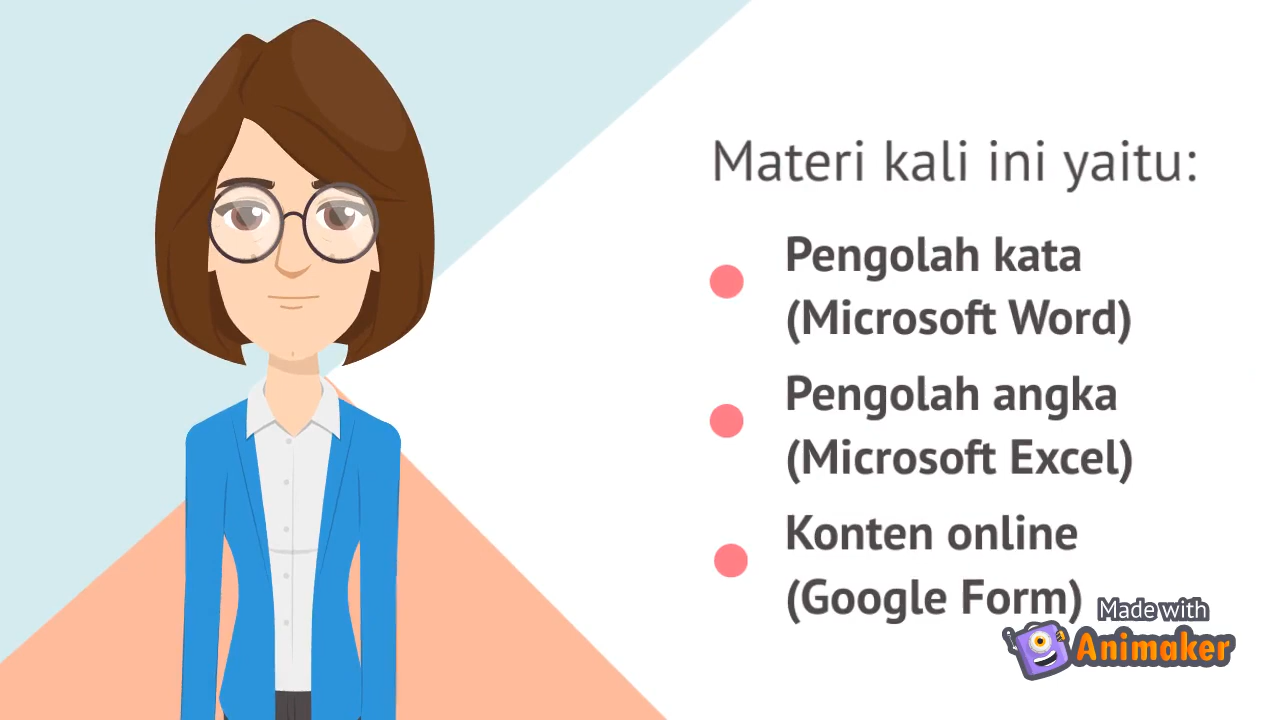 Materi kali ini yaitu:
Pengolah kata
(Microsoft Word)
Pengolah angka
(Microsoft Excel)
Konten online
(Google Form)
Made with
Animaker